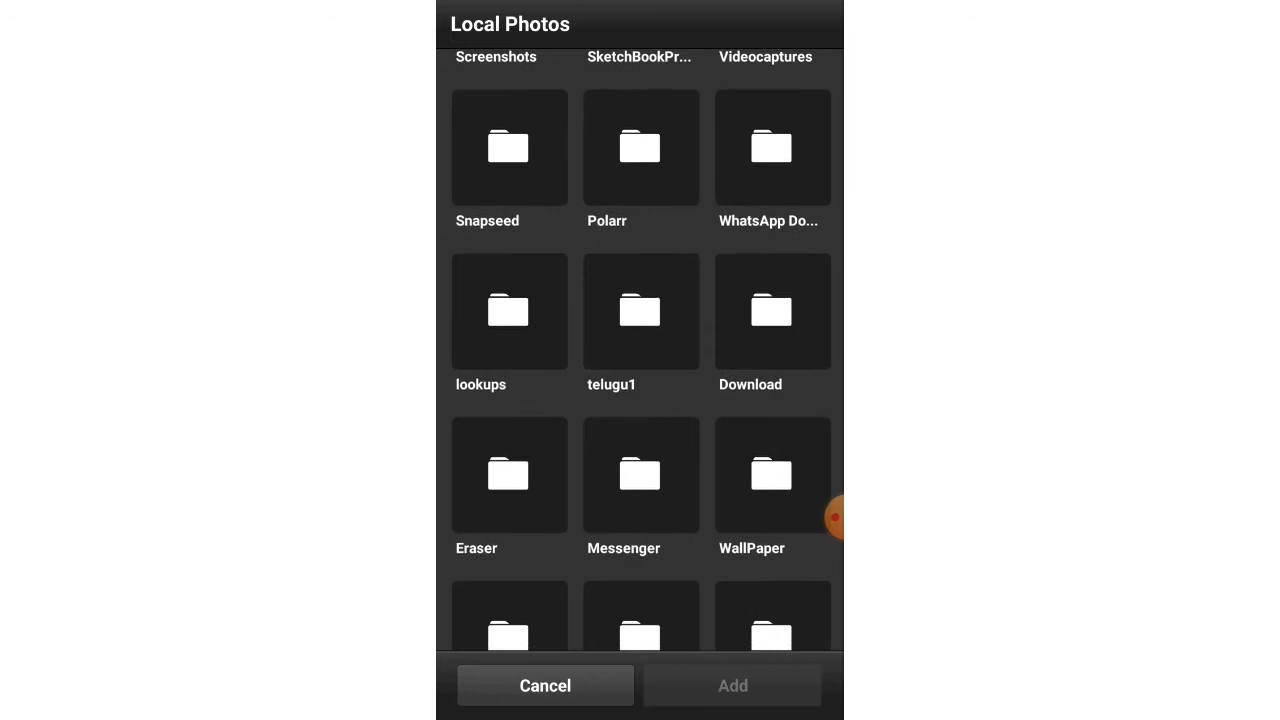 Local Photos
Screenshots SketchBookPr... Videocaptures
Snapseed Polarr WhatsApp Do...
lookups telugu1 Download
Eraser Messenger WallPaper
Cancel Add